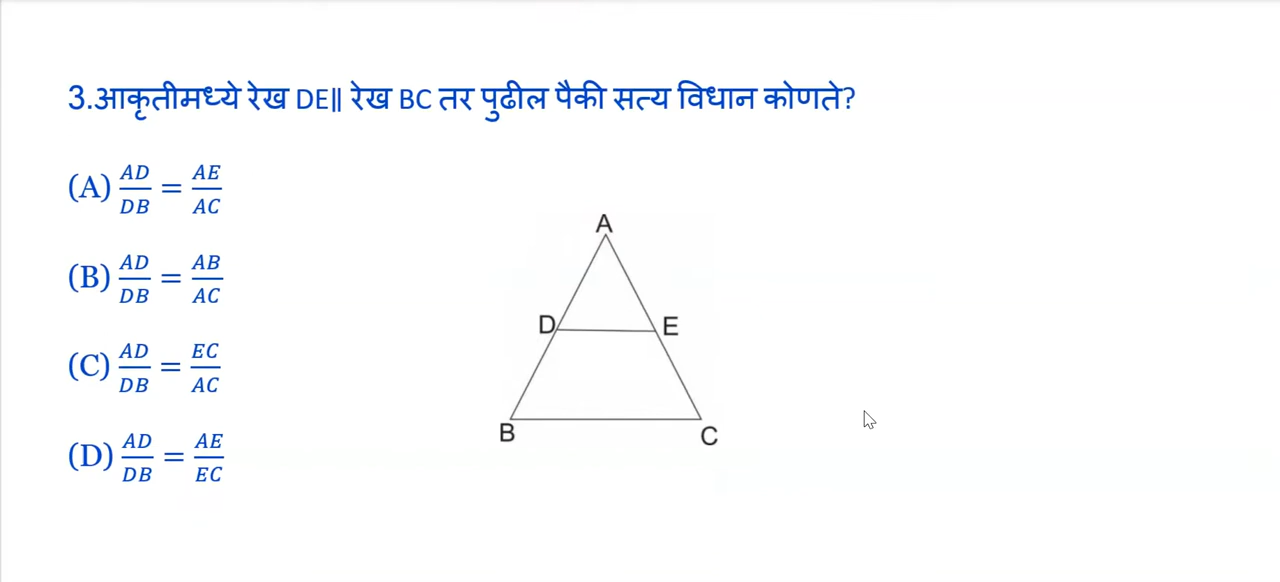 3.आकृतीमध्ये रेख DE|| रेख BC तर पुढील पैकी सत्य विधान कोणते?
(A) AD/DB = AE/AC
(B) AD/DB = AB/AC
(C) AD/DB = EC/AC
(D) AD/DB = AE/EC
A
D E
B C